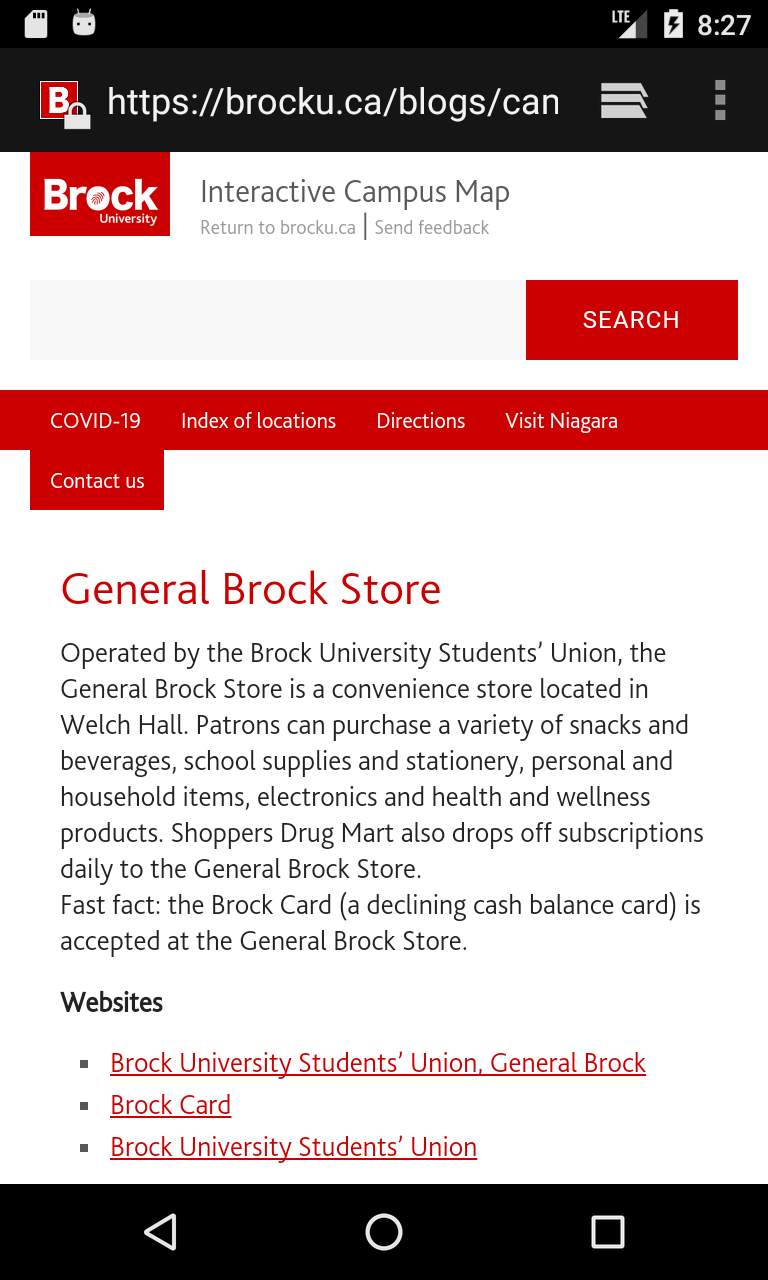 LTE 8:27
https://brocku.ca/blogs/can
Brock
University
Interactive Campus Map
Return to brocku.ca | Send feedback
SEARCH
COVID-19 Index of locations Directions Visit Niagara
Contact us
General Brock Store
Operated by the Brock University Students’ Union, the
General Brock Store is a convenience store located in
Welch Hall. Patrons can purchase a variety of snacks and
beverages, school supplies and stationery, personal and
household items, electronics and health and wellness
products. Shoppers Drug Mart also drops off subscriptions
daily to the General Brock Store.
Fast fact: the Brock Card (a declining cash balance card) is
accepted at the General Brock Store.
Websites
Brock University Students’ Union, General Brock
Brock Card
Brock University Students’ Union